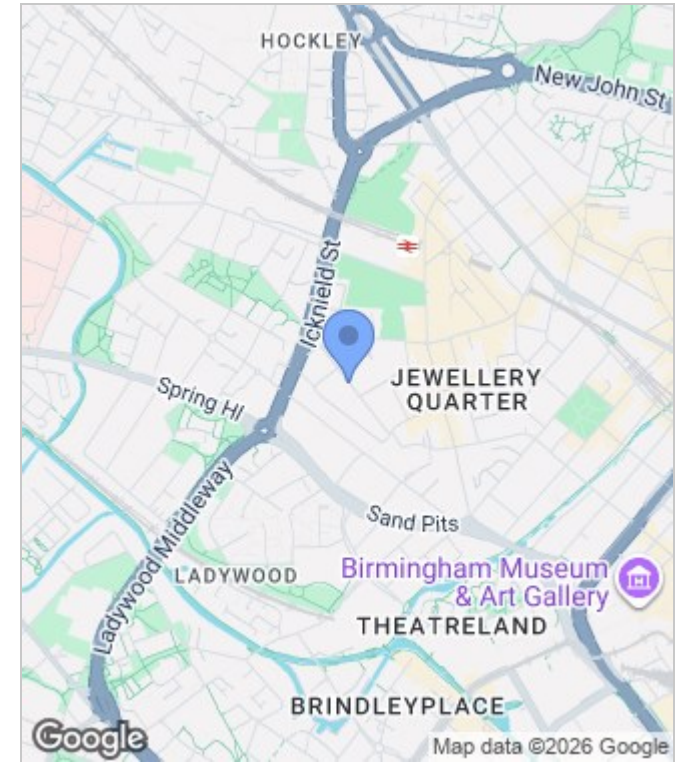 HOCKLEY
New John St
Icknield St
JEWELLERY
QUARTER
Spring Hl
Sand Pits
Ladywood Middleway
LADYWOOD
Birmingham Museum
& Art Gallery
THEATRELAND
BRINDLEYPLACE
Google
Map data ©2026 Google